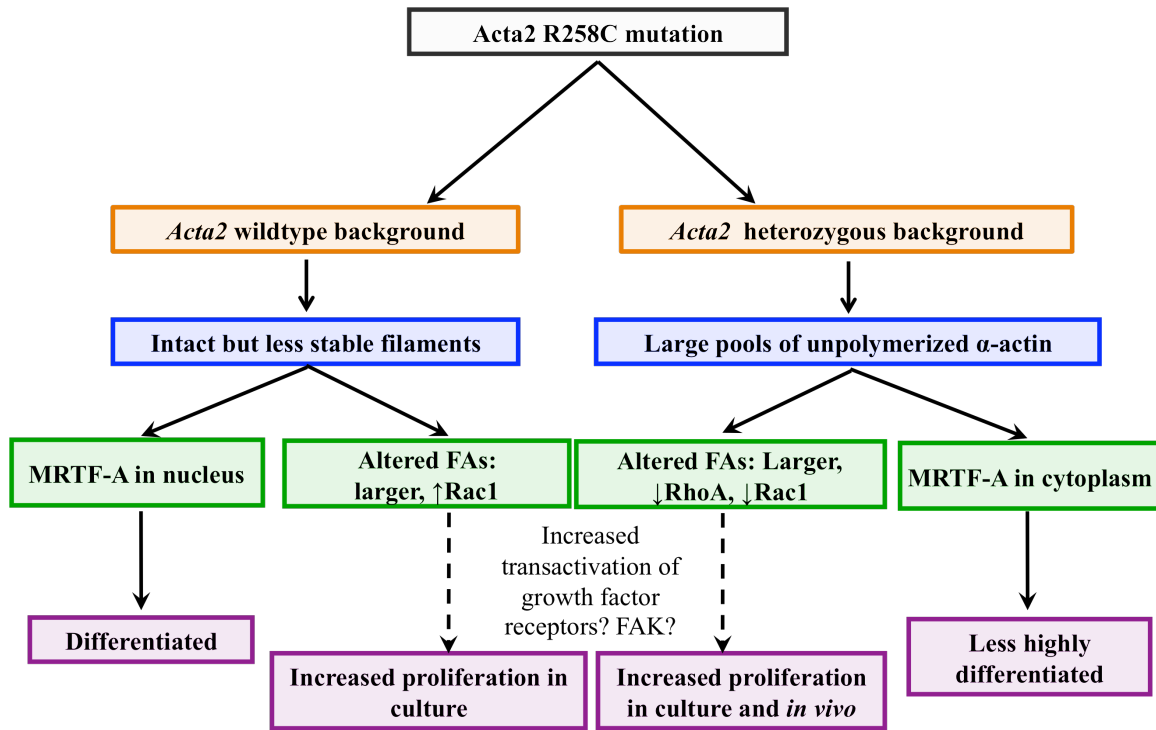 Acta2 R258C mutation
Acta2 wildtype background
Acta2 heterozygous background
Intact but less stable filaments
Large pools of unpolymerized α-actin
MRTF-A in nucleus
Altered FAs:
larger, ↑Rac1
Altered FAs: Larger,
↓RhoA, ↓Rac1
MRTF-A in cytoplasm
Increased
transactivation of
growth factor
receptors? FAK?
Differentiated
Increased proliferation in
culture
Increased proliferation
in culture and in vivo
Less highly
differentiated